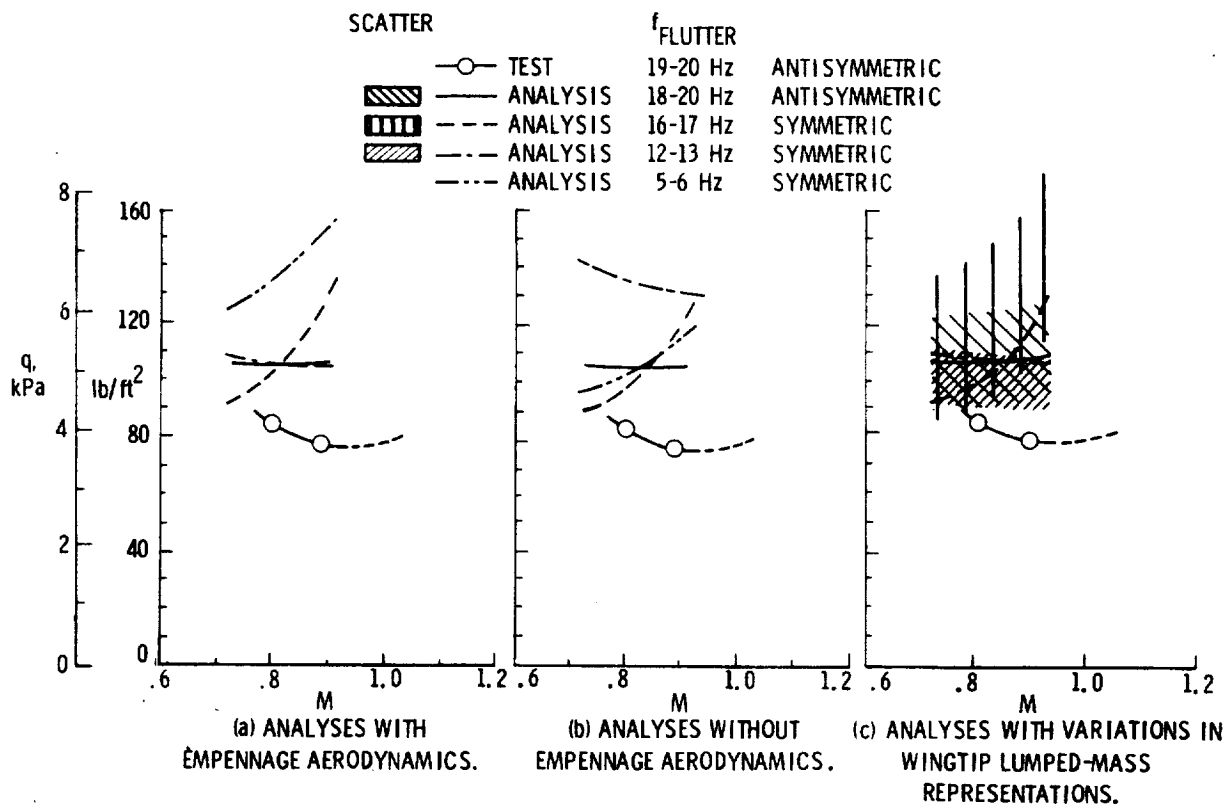 SCATTER fFLUTTER
TEST 19-20 Hz ANTISYMMETRIC
ANALYSIS 18-20 Hz ANTISYMMETRIC
ANALYSIS 16-17 Hz SYMMETRIC
ANALYSIS 12-13 Hz SYMMETRIC
ANALYSIS 5-6 Hz SYMMETRIC
8
6
4
2
0
q,
kPa
160
120
80
40
0
lb/ft2
.6 .8 1.0 1.2
M
(a) ANALYSES WITH
EMPENNAGE AERODYNAMICS.
.6 .8 1.0 1.2
M
(b) ANALYSES WITHOUT
EMPENNAGE AERODYNAMICS.
.6 .8 1.0 1.2
M
(c) ANALYSES WITH VARIATIONS IN
WINGTIP LUMPED-MASS
REPRESENTATIONS.